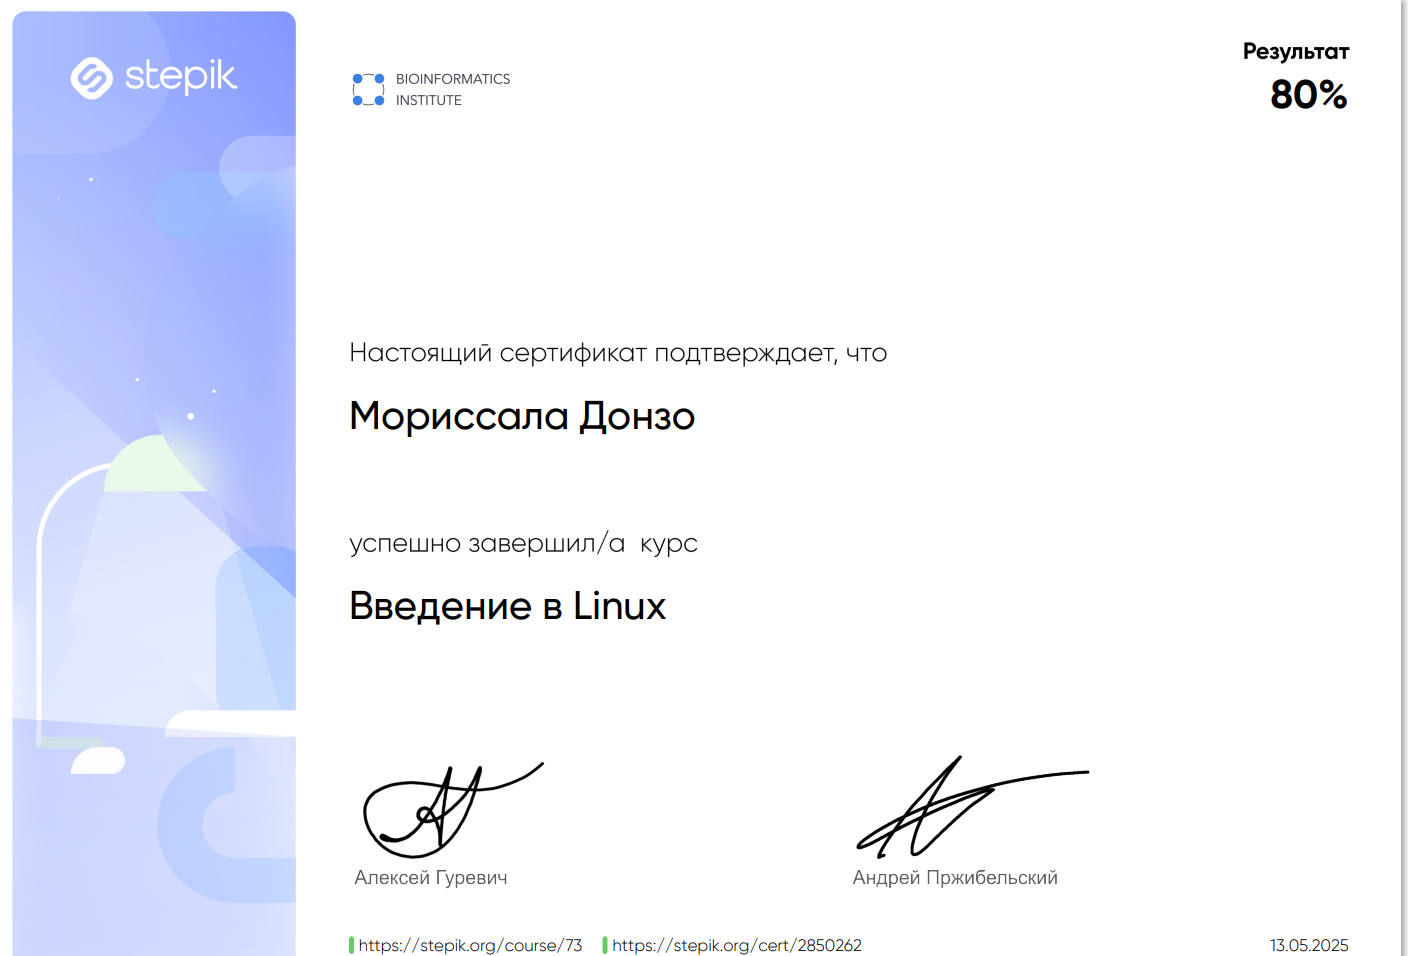 stepik
BIOINFORMATICS
INSTITUTE
Результат
80%
Настоящий сертификат подтверждает, что
Мориссала Донзо
успешно завершил/а курс
Введение в Linux
Алексей Гуревич
Андрей Пржибельский
https://stepik.org/course/73
https://stepik.org/cert/2850262
13.05.2025